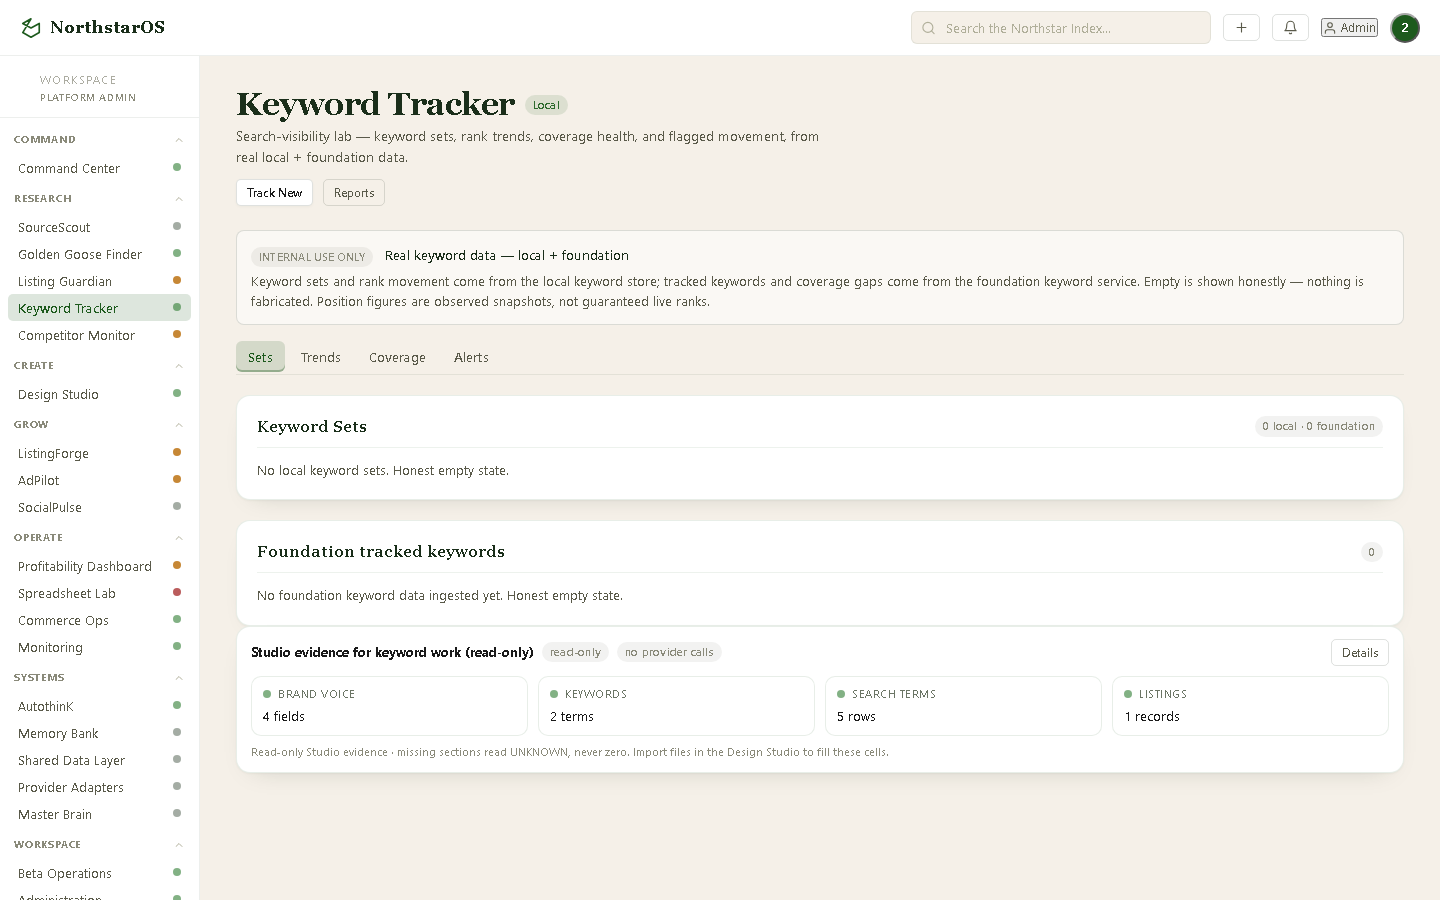 NorthstarOS
Search the Northstar Index...
Admin
2
WORKSPACE
PLATFORM ADMIN
COMMAND
Command Center
RESEARCH
SourceScout
Golden Goose Finder
Listing Guardian
Keyword Tracker
Competitor Monitor
CREATE
Design Studio
GROW
ListingForge
AdPilot
SocialPulse
OPERATE
Profitability Dashboard
Spreadsheet Lab
Commerce Ops
Monitoring
SYSTEMS
AutothinK
Memory Bank
Shared Data Layer
Provider Adapters
Master Brain
WORKSPACE
Beta Operations
Administration
Keyword Tracker Local
Search-visibility lab — keyword sets, rank trends, coverage health, and flagged movement, from
real local + foundation data.
Track New Reports
INTERNAL USE ONLY Real keyword data — local + foundation
Keyword sets and rank movement come from the local keyword store; tracked keywords and coverage gaps come from the foundation keyword service. Empty is shown honestly — nothing is
fabricated. Position figures are observed snapshots, not guaranteed live ranks.
Sets Trends Coverage Alerts
Keyword Sets 0 local · 0 foundation
No local keyword sets. Honest empty state.
Foundation tracked keywords 0
No foundation keyword data ingested yet. Honest empty state.
Studio evidence for keyword work (read-only) read-only no provider calls Details
BRAND VOICE
4 fields
KEYWORDS
2 terms
SEARCH TERMS
5 rows
LISTINGS
1 records
Read-only Studio evidence · missing sections read UNKNOWN, never zero. Import files in the Design Studio to fill these cells.